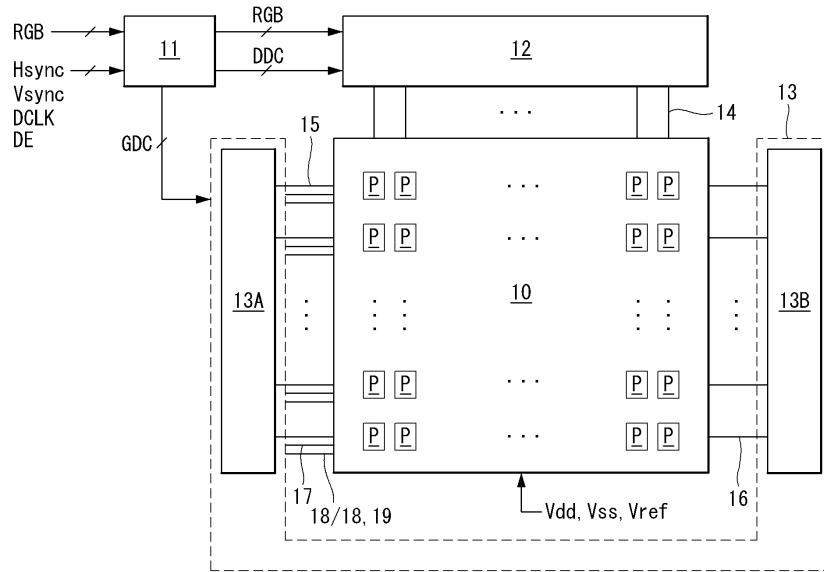 RGB
RGB
11
12
Hsync
DDC
Vsync
DCLK
DE
GDC
. . .
14
13
15
P P . . . P P
P P . . . P P
13A
10
13B
P P . . . P P
P P . . . P P
17
18/18, 19
Vdd, Vss, Vref
16